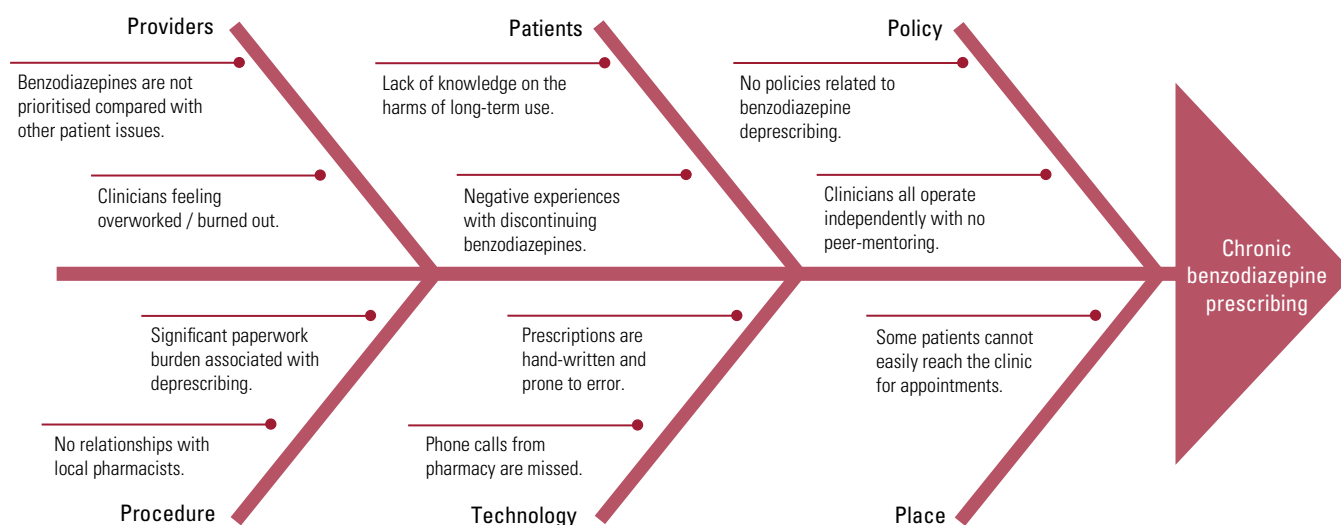 Providers
Benzodiazepines are not
prioritised compared with
other patient issues.
Clinicians feeling
overworked / burned out.
Patients
Lack of knowledge on the
harms of long-term use.
Negative experiences
with discontinuing
benzodiazepines.
Policy
No policies related to
benzodiazepine
deprescribing.
Clinicians all operate
independently with no
peer-mentoring.
Chronic
benzodiazepine
prescribing
Significant paperwork
burden associated with
deprescribing.
No relationships with
local pharmacists.
Procedure
Prescriptions are
hand-written and
prone to error.
Phone calls from
pharmacy are missed.
Technology
Some patients cannot
easily reach the clinic
for appointments.
Place